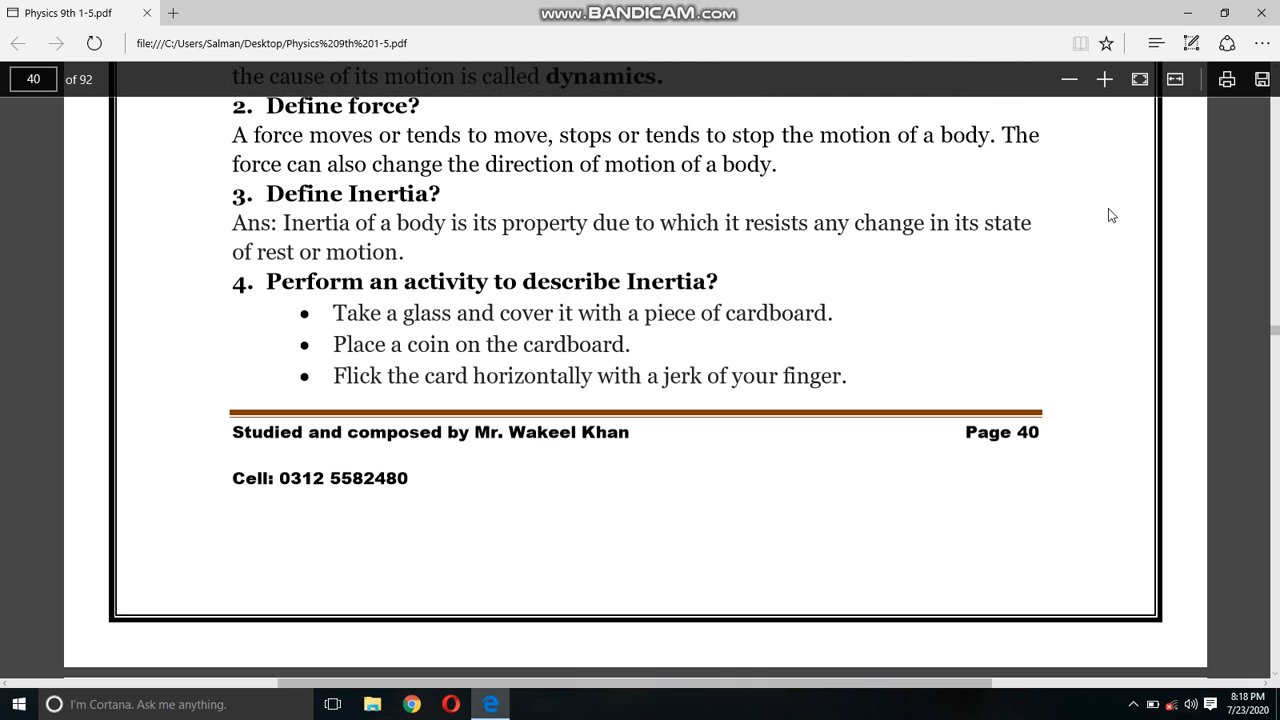 Physics 9th 1-5.pdf
www.BANDICAM.com
file:///C:/Users/Salman/Desktop/Physics%209th%201-5.pdf
40 of 92
the cause of its motion is called dynamics.
2. Define force?
A force moves or tends to move, stops or tends to stop the motion of a body. The
force can also change the direction of motion of a body.
3. Define Inertia?
Ans: Inertia of a body is its property due to which it resists any change in its state
of rest or motion.
4. Perform an activity to describe Inertia?
• Take a glass and cover it with a piece of cardboard.
• Place a coin on the cardboard.
• Flick the card horizontally with a jerk of your finger.
Studied and composed by Mr. Wakeel Khan Page 40
Cell: 0312 5582480
I'm Cortana. Ask me anything.
8:18 PM
7/23/2020